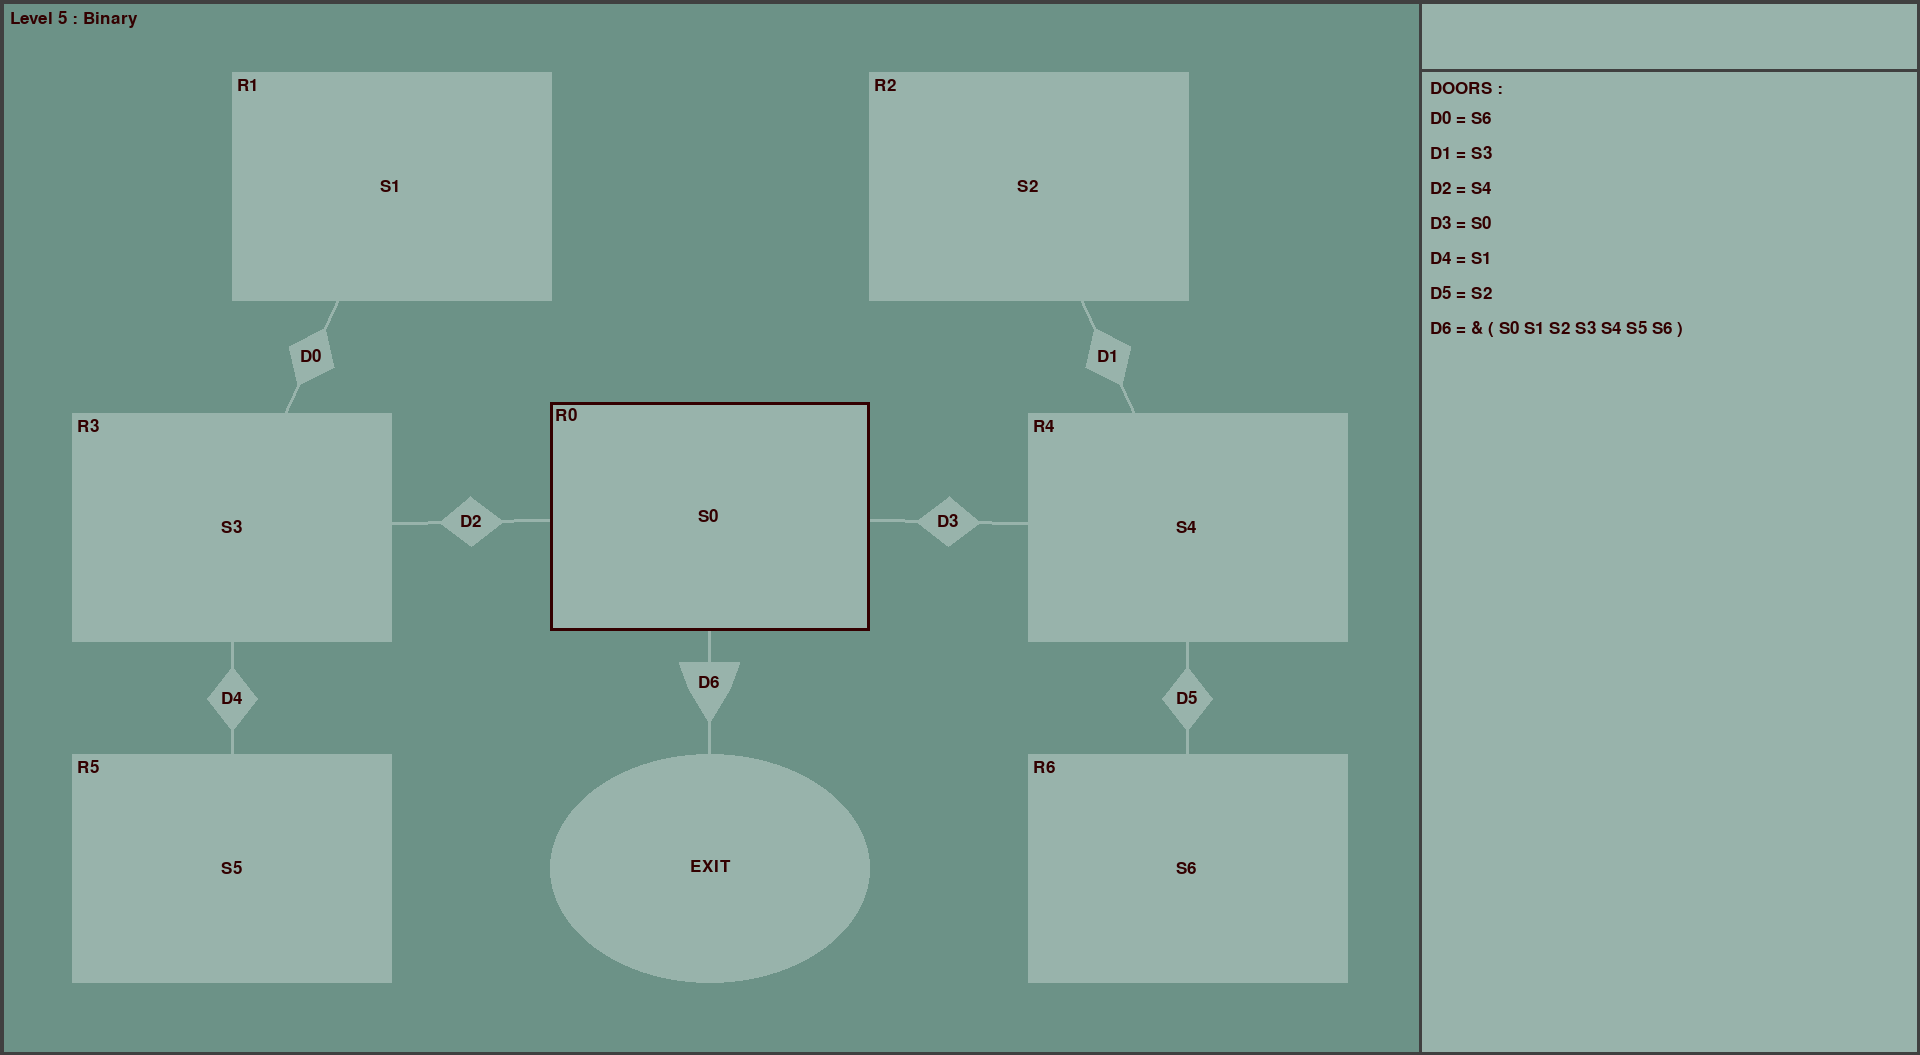 Level 5 : Binary
R1
S1
R2
S2
D0
D1
R3
S3
D2
R0
S0
D3
R4
S4
D4
D6
D5
R5
S5
EXIT
R6
S6
DOORS :
D0 = S6
D1 = S3
D2 = S4
D3 = S0
D4 = S1
D5 = S2
D6 = & ( S0 S1 S2 S3 S4 S5 S6 )